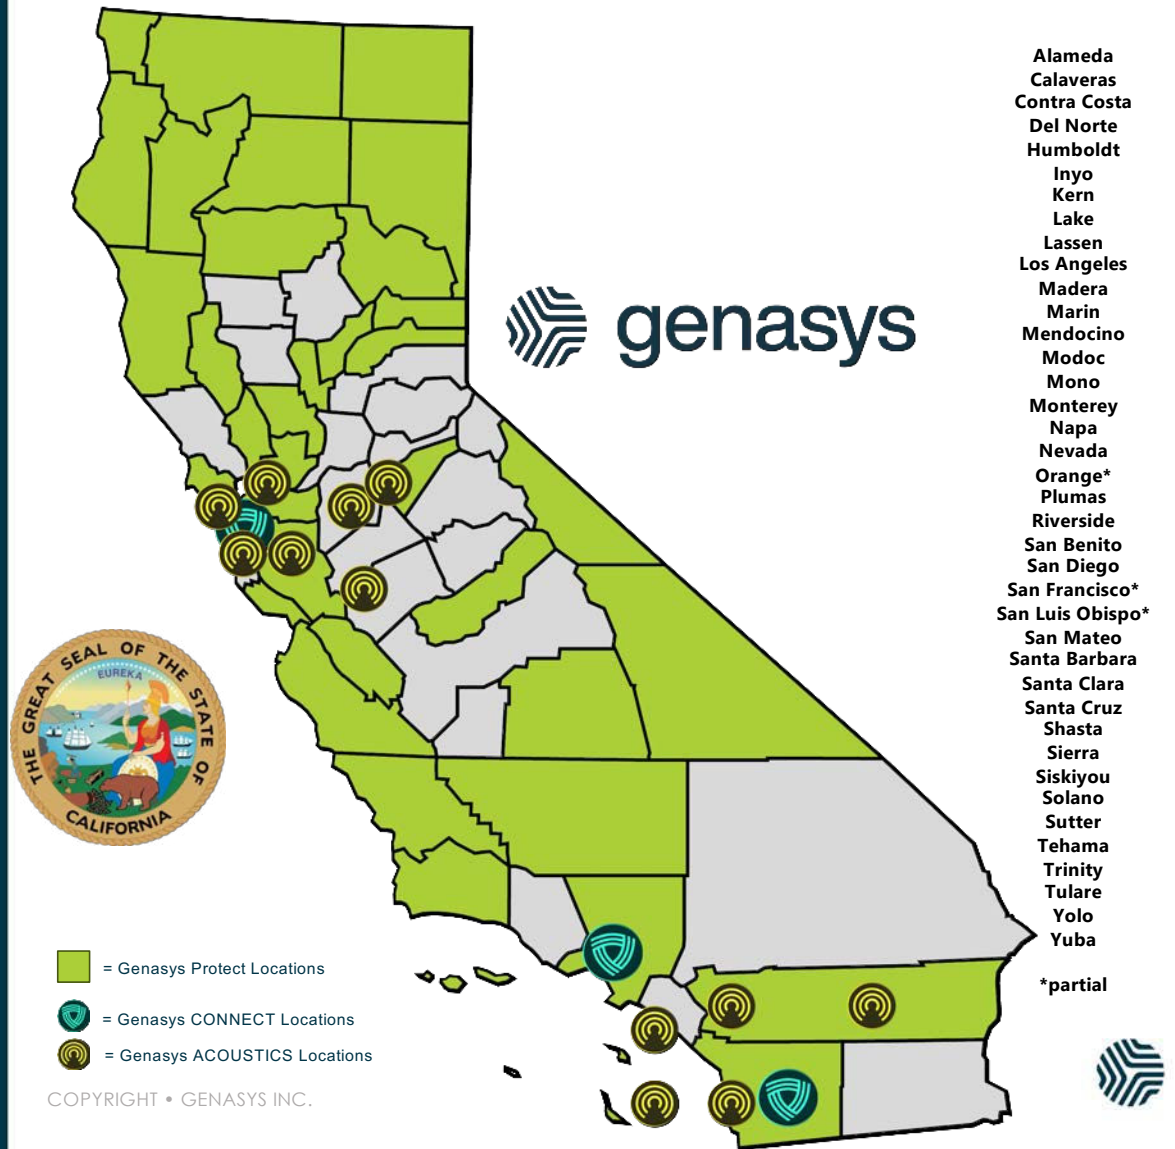 Alameda
Calaveras
Contra Costa
Del Norte
Humboldt
Inyo
Kern
Lake
Lassen
Los Angeles
Madera
Marin
Mendocino
Modoc
Mono
Monterey
Napa
Nevada
Orange*
Plumas
Riverside
San Benito
San Diego
San Francisco*
San Luis Obispo*
San Mateo
Santa Barbara
Santa Clara
Santa Cruz
Shasta
Sierra
Siskiyou
Solano
Sutter
Tehama
Trinity
Tulare
Yolo
Yuba
*partial
genasys
THE GREAT SEAL OF THE STATE OF CALIFORNIA
EUREKA
= Genasys Protect Locations
= Genasys CONNECT Locations
= Genasys ACOUSTICS Locations
COPYRIGHT • GENASYS INC.